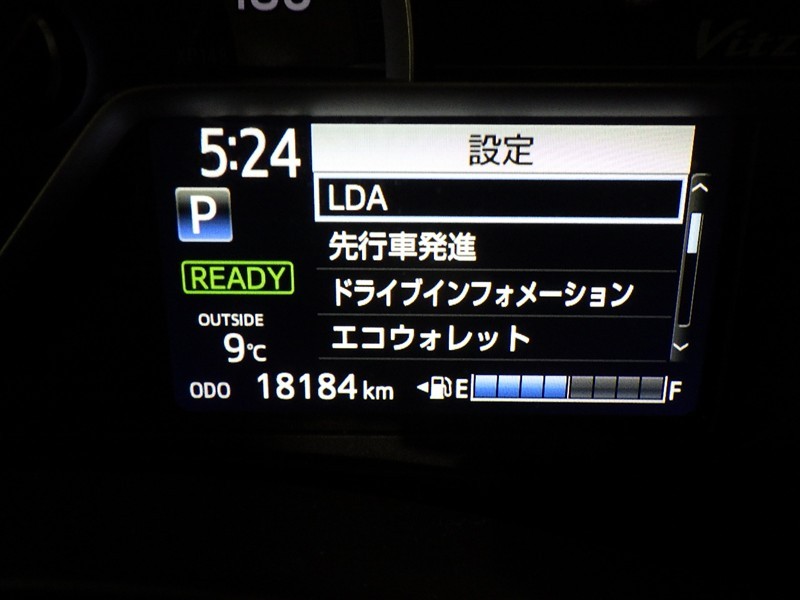 Vitz
5:24
設定
P
LDA
先行車発進
READY
ドライブインフォメーション
OUTSIDE
9℃
エコウォレット
ODO 18184 km E F